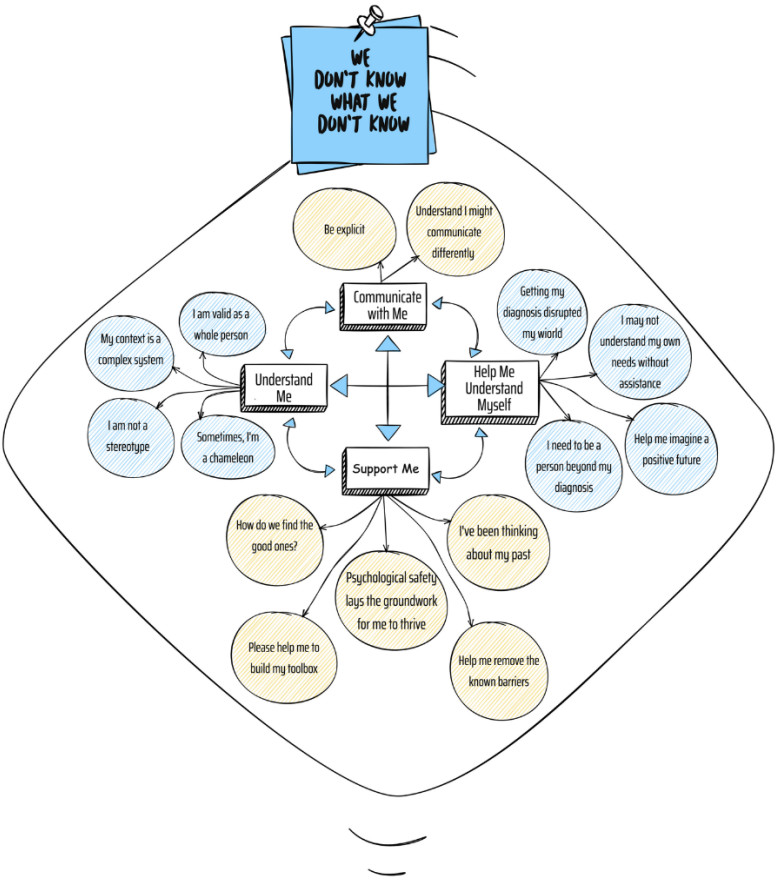 WE
DON'T KNOW
WHAT WE
DON'T KNOW
Be explicit
Understand I might
communicate
differently
Communicate
with Me
I am valid as a
whole person
My context is a
complex system
I am not a
stereotype
Sometimes, I'm
a chameleon
Understand
Me
Help Me
Understand
Myself
Getting my
diagnosis disrupted
my world
I may not
understand my own
needs without
assistance
I need to be a
person beyond my
diagnosis
Help me imagine a
positive future
Support Me
How do we find the
good ones?
I've been thinking
about my past
Psychological safety
lays the groundwork
for me to thrive
Please help me to
build my toolbox
Help me remove the
known barriers